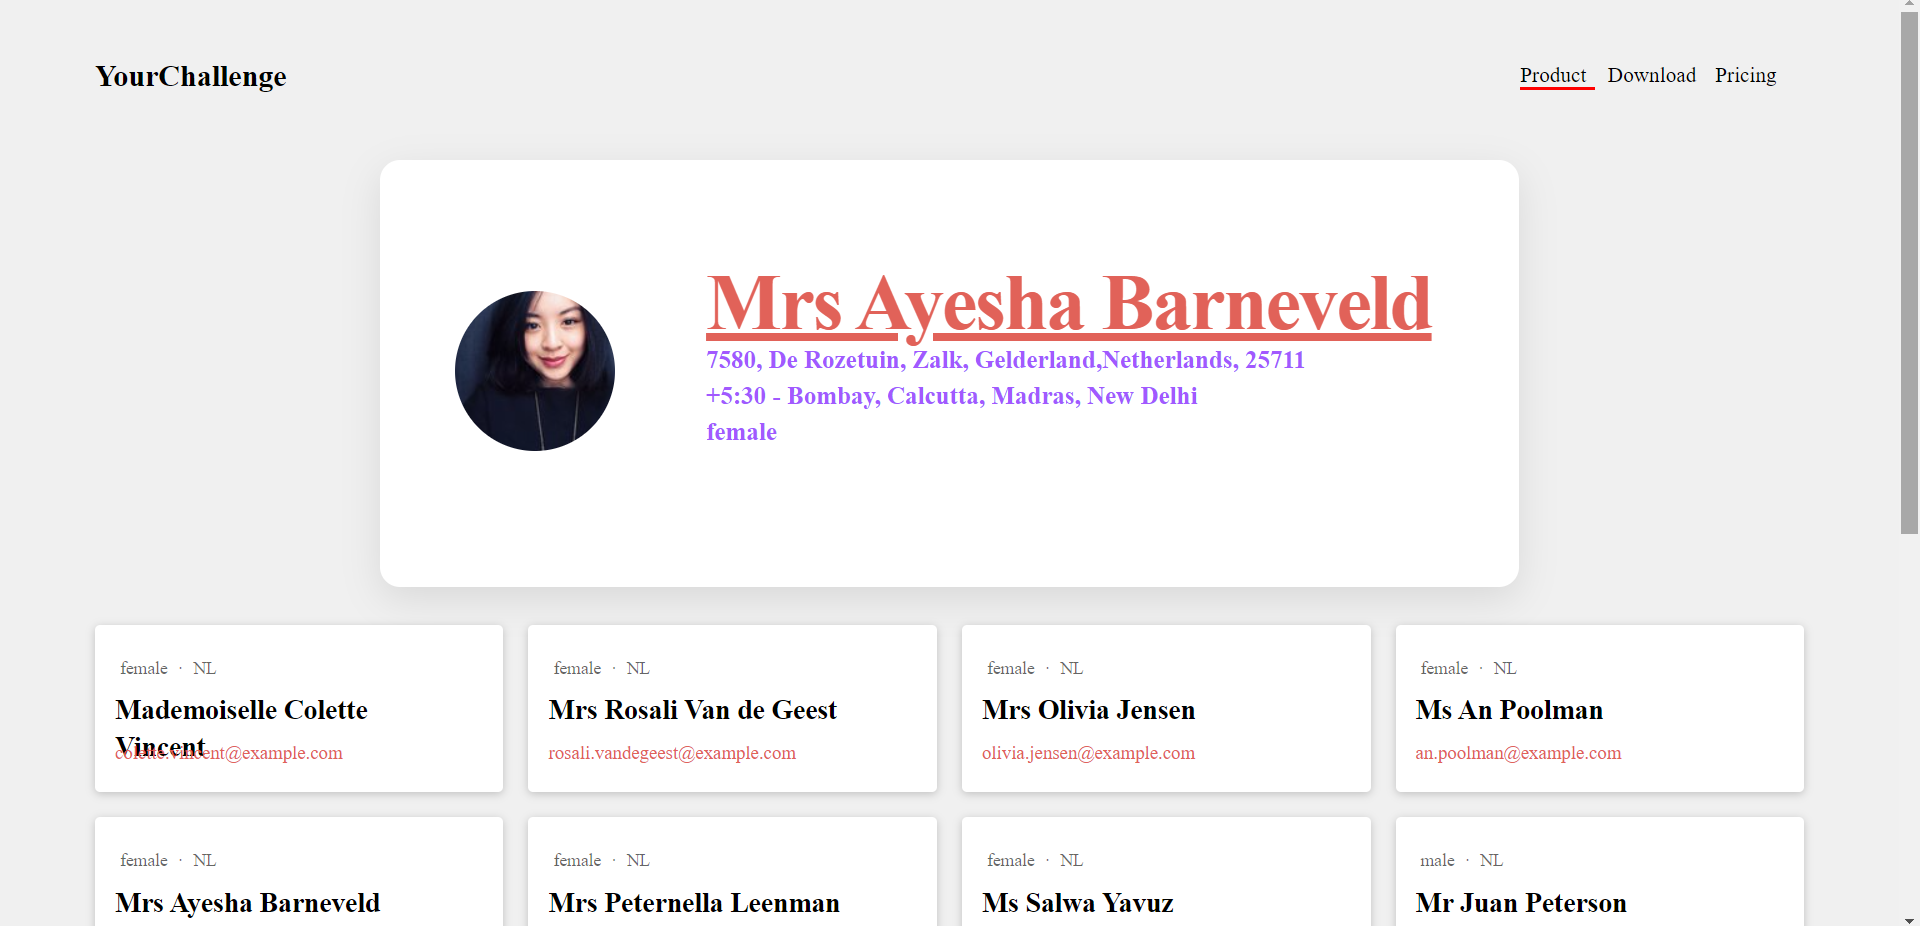 YourChallenge
Product Download Pricing
Mrs Ayesha Barneveld
7580, De Rozetuin, Zalk, Gelderland,Netherlands, 25711
+5:30 - Bombay, Calcutta, Madras, New Delhi
female
female · NL
Mademoiselle Colette
Vincent
colette.vincent@example.com
female · NL
Mrs Rosali Van de Geest
rosali.vandegeest@example.com
female · NL
Mrs Olivia Jensen
olivia.jensen@example.com
female · NL
Ms An Poolman
an.poolman@example.com
female · NL
Mrs Ayesha Barneveld
female · NL
Mrs Peternella Leenman
female · NL
Ms Salwa Yavuz
male · NL
Mr Juan Peterson